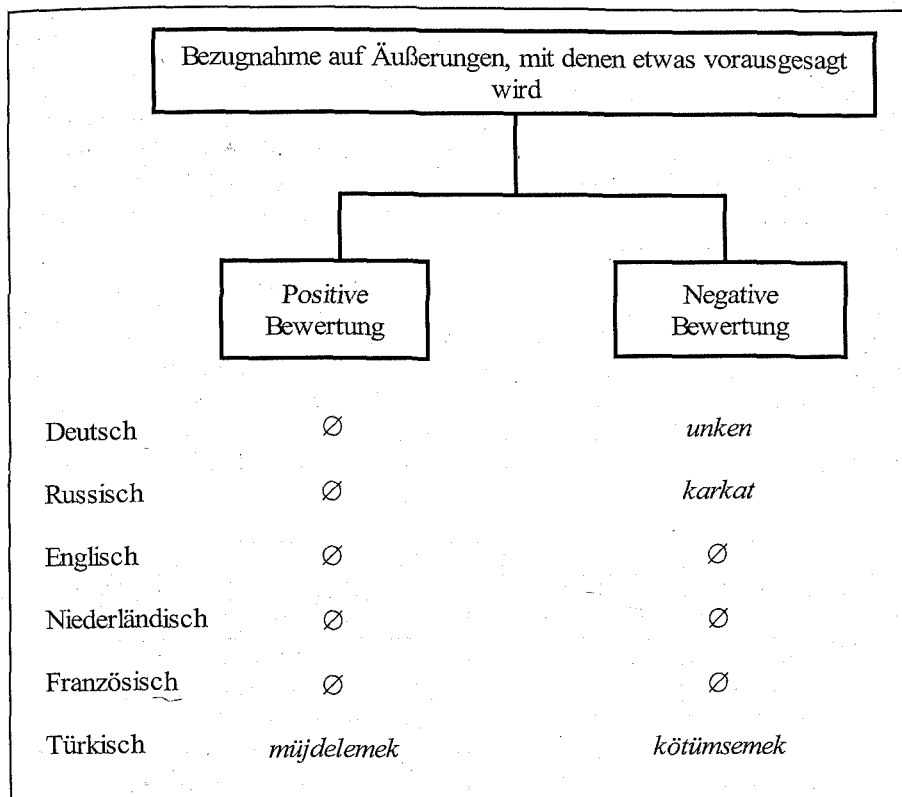 Bezugnahme auf Äußerungen, mit denen etwas vorausgesagt
wird
Positive
Bewertung
Negative
Bewertung
Deutsch ∅ unken
Russisch ∅ karkat
Englisch ∅ ∅
Niederländisch ∅ ∅
Französisch ∅ ∅
Türkisch müjdelemek kötümsemek